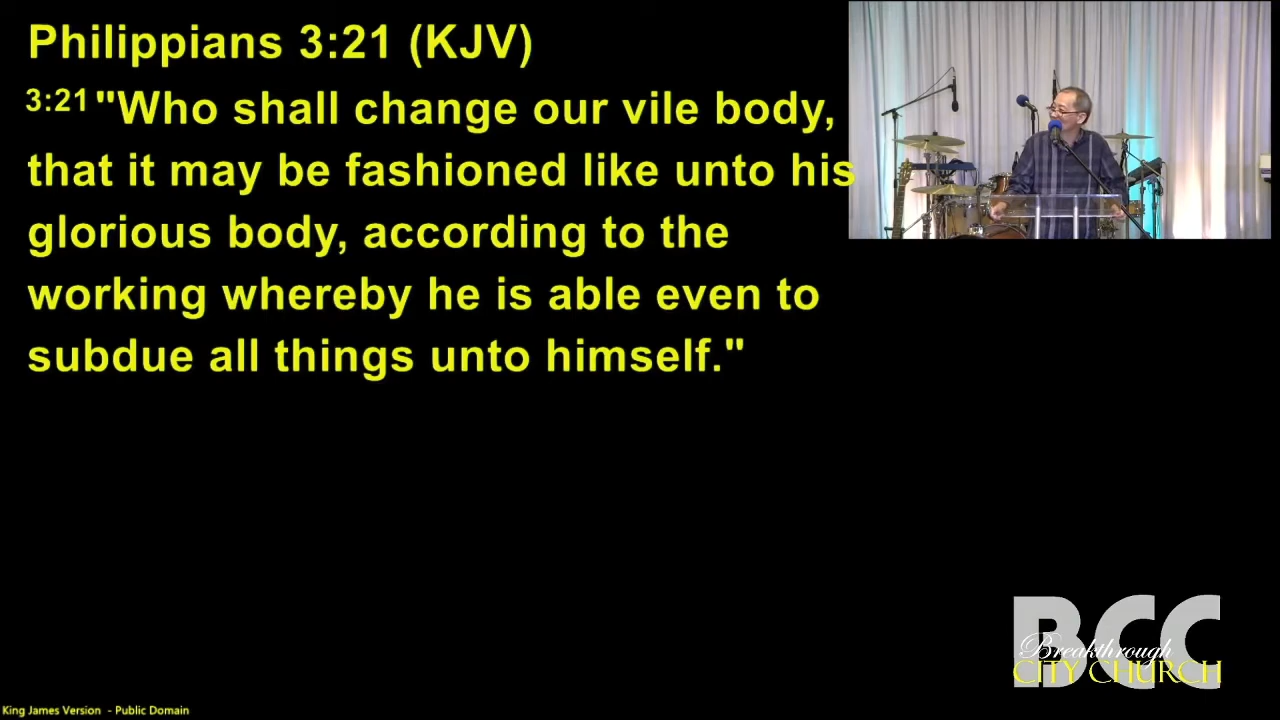 Philippians 3:21 (KJV)
3:21 "Who shall change our vile body,
that it may be fashioned like unto his
glorious body, according to the
working whereby he is able even to
subdue all things unto himself."
BCC
Breakthrough
CITY CHURCH
King James Version - Public Domain